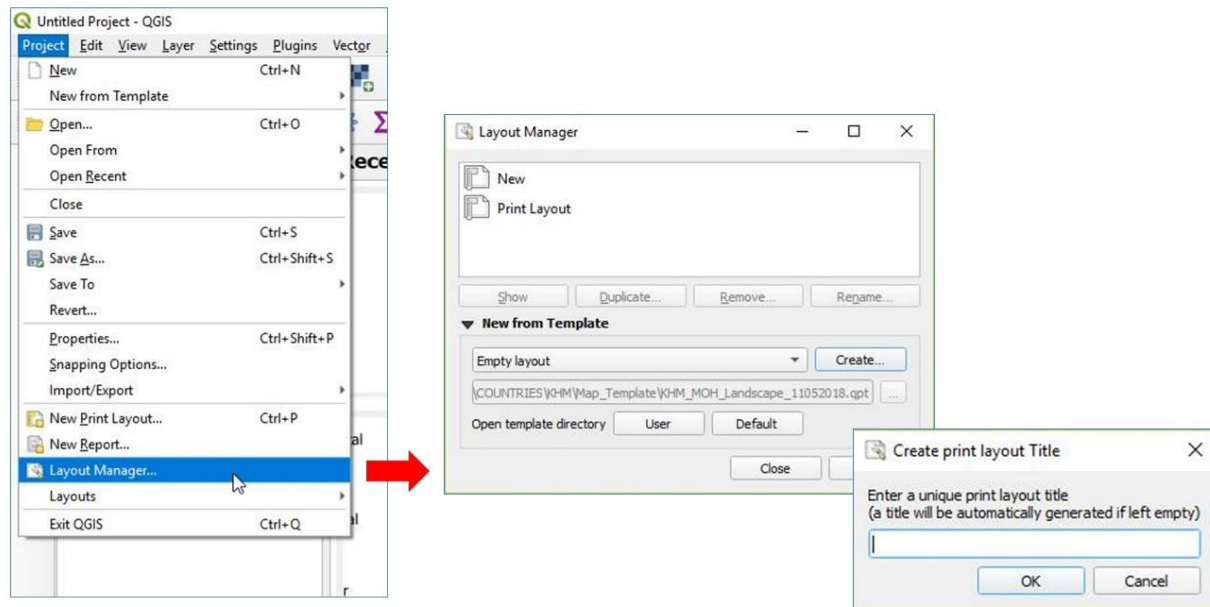 Untitled Project - QGIS
Project Edit View Layer Settings Plugins Vector
New Ctrl+N
New from Template
Open... Ctrl+O
Open From
Open Recent
Close
Save Ctrl+S
Save As... Ctrl+Shift+S
Save To
Revert...
Properties... Ctrl+Shift+P
Snapping Options...
Import/Export
New Print Layout... Ctrl+P
New Report...
Layout Manager...
Layouts
Exit QGIS Ctrl+Q
Layout Manager
New
Print Layout
Show Duplicate... Remove... Rename...
New from Template
Empty layout Create...
\COUNTRIES\KHM\Map_Template\KHM_MOH_Landscape_11052018.qpt ...
Open template directory User Default
Close
Create print layout Title
Enter a unique print layout title
(a title will be automatically generated if left empty)
OK Cancel